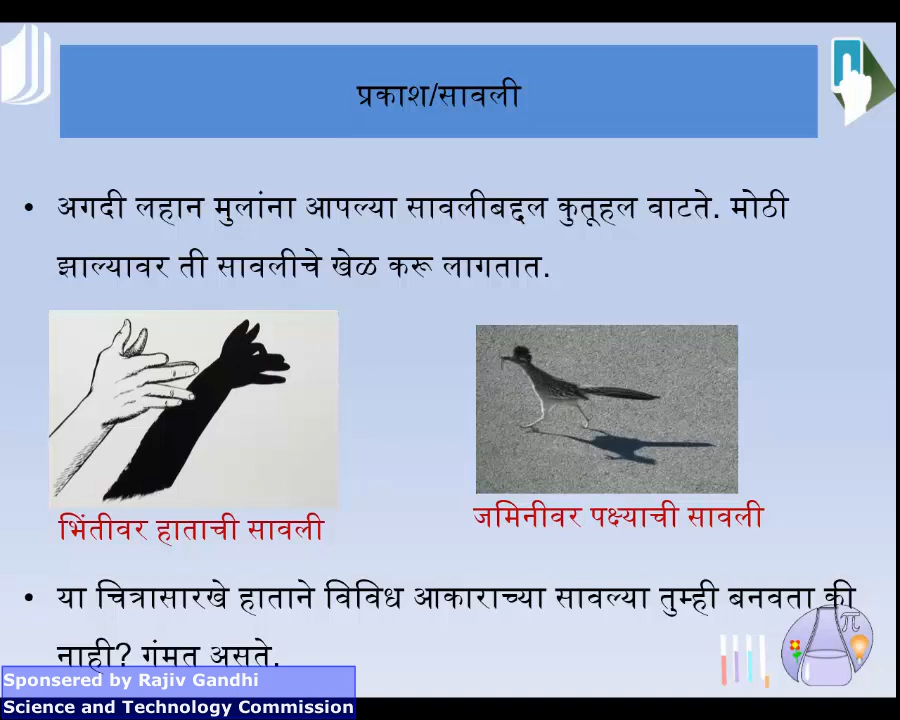 प्रकाश/सावली
• अगदी लहान मुलांना आपल्या सावलीबद्दल कुतूहल वाटते. मोठी
झाल्यावर ती सावलीचे खेळ करू लागतात.
भिंतीवर हाताची सावली
जमिनीवर पक्ष्याची सावली
• या चित्रासारखे हाताने विविध आकाराच्या सावल्या तुम्ही बनवता की
नाही? गंमत असते.
π
Sponsered by Rajiv Gandhi
Science and Technology Commission